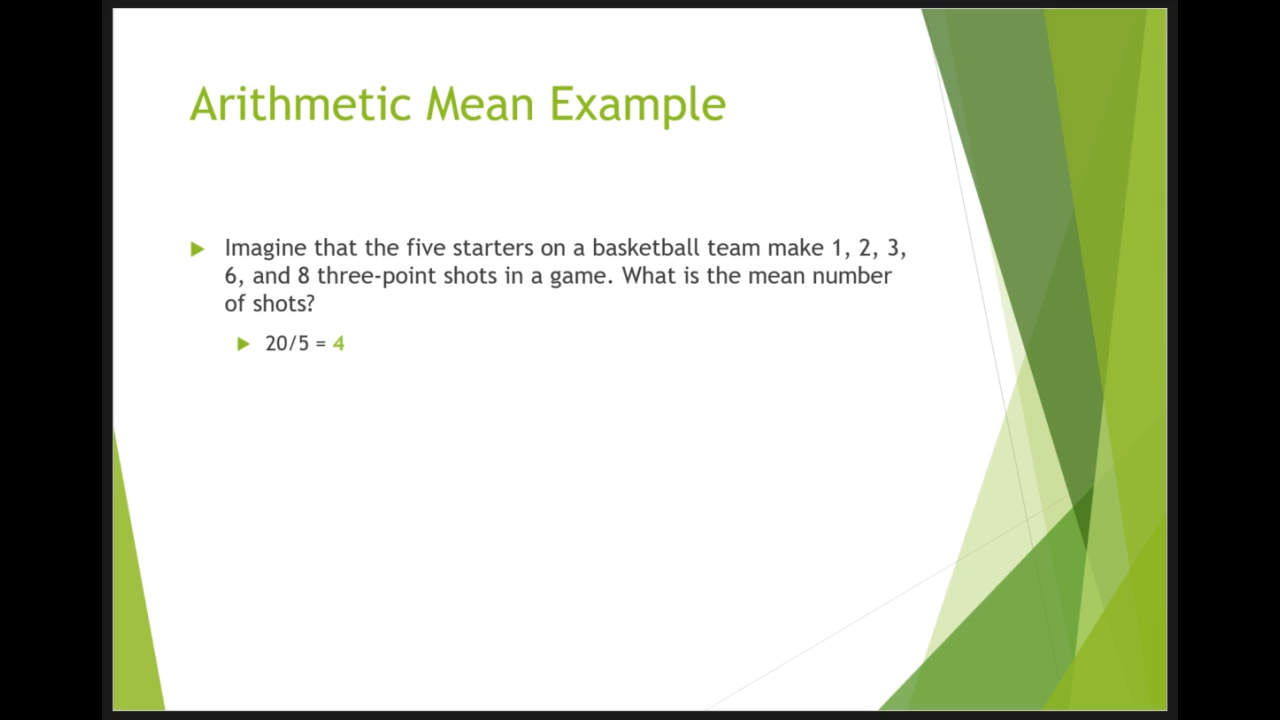 Arithmetic Mean Example
Imagine that the five starters on a basketball team make 1, 2, 3,
6, and 8 three-point shots in a game. What is the mean number
of shots?
20/5 = 4